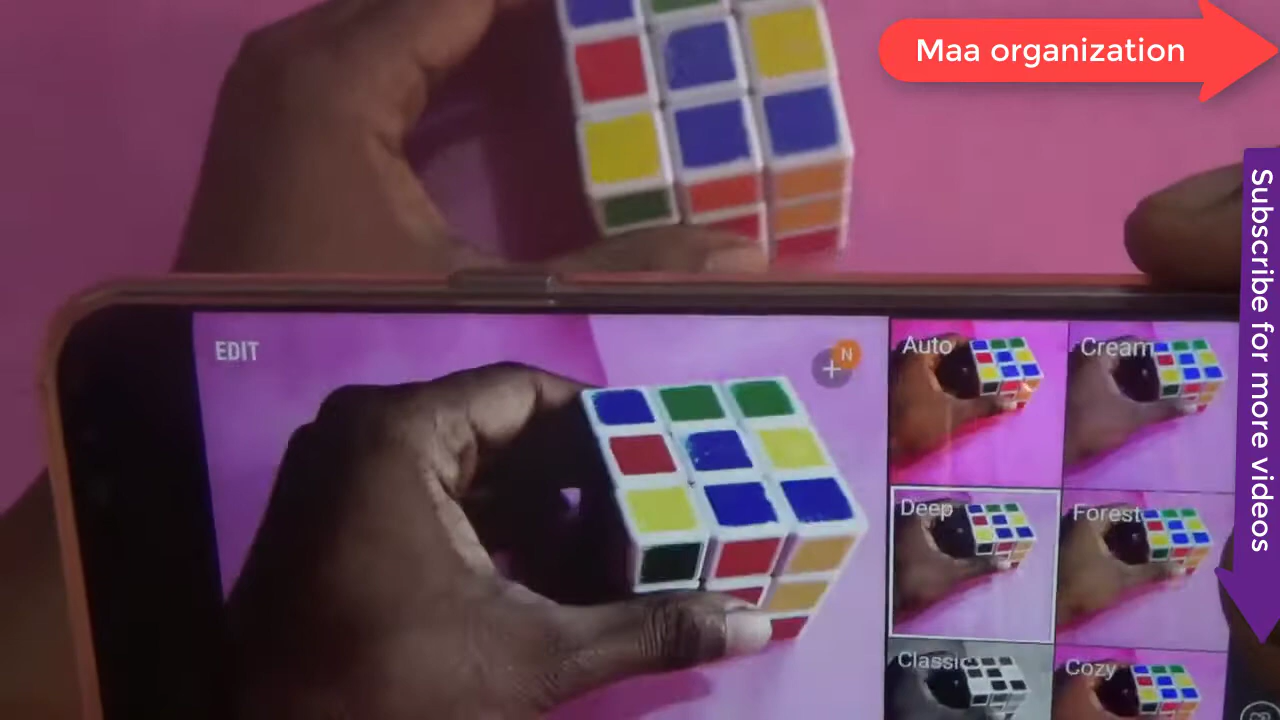 Maa organization
Subscribe for more videos
EDIT
N
Auto
Cream
Deep
Forest
Classic
Cozy